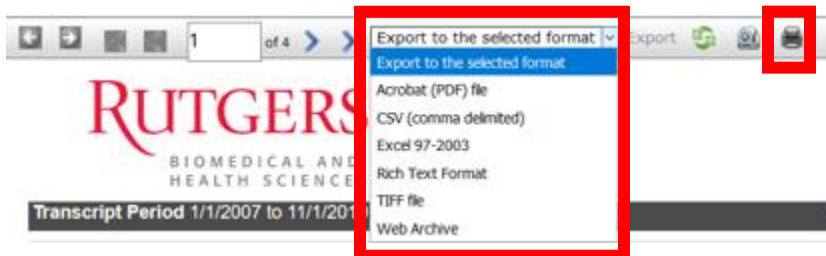 1 of 4 Export to the selected format Export
Export to the selected format
Acrobat (PDF) file
CSV (comma delimited)
Excel 97-2003
Rich Text Format
TIFF file
Web Archive
RUTGERS
BIOMEDICAL AND
HEALTH SCIENCE
Transcript Period 1/1/2007 to 11/1/201